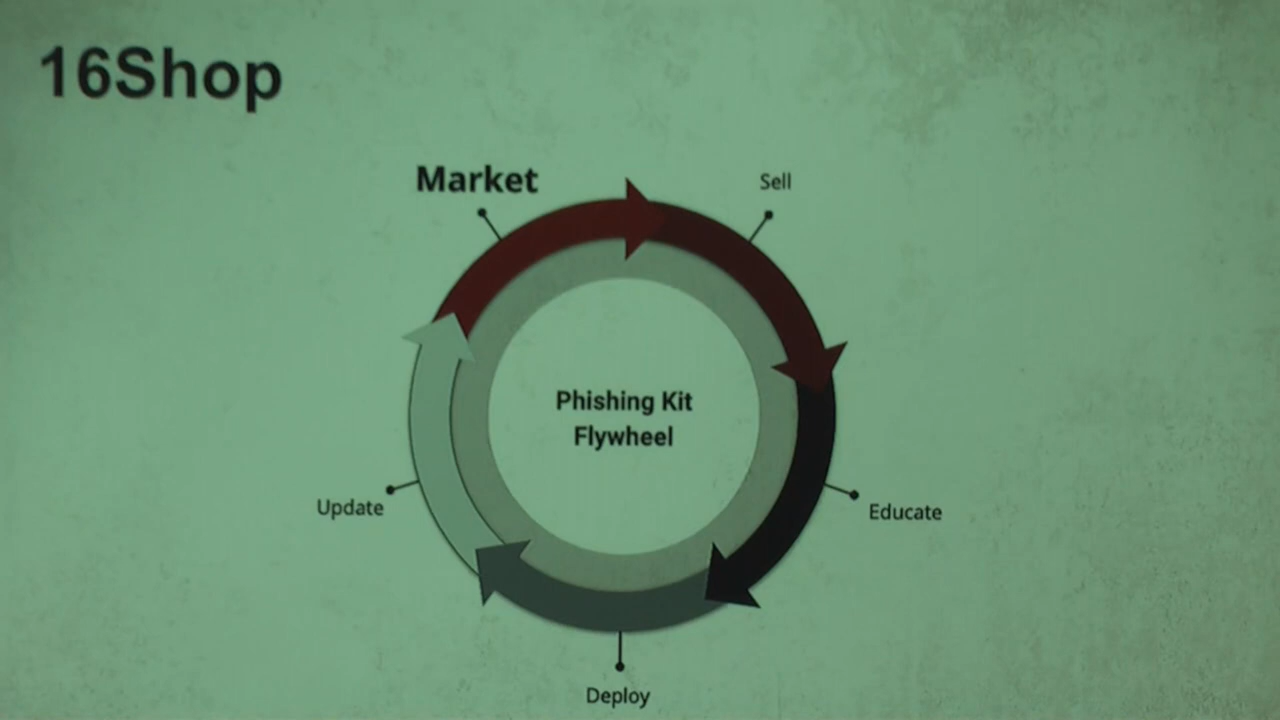 16Shop
Market
Sell
Phishing Kit
Flywheel
Update
Educate
Deploy